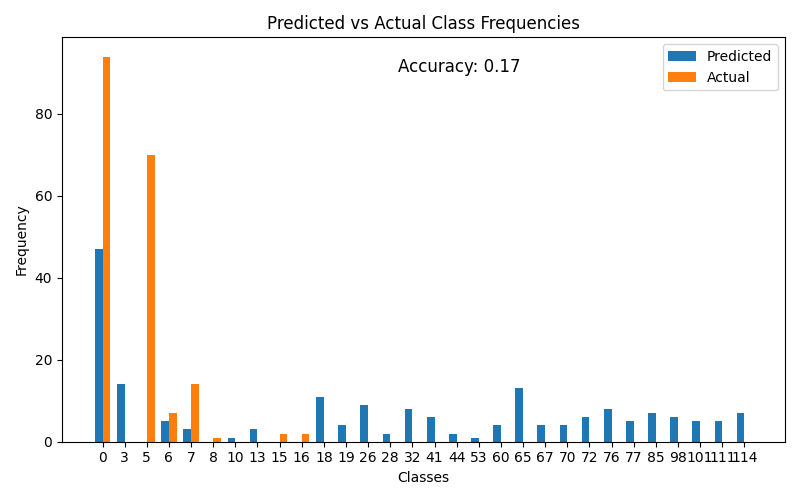 Predicted vs Actual Class Frequencies
Accuracy: 0.17
Predicted
Actual
Frequency
80
60
40
20
0
0 3 5 6 7 8 10 13 15 16 18 19 26 28 32 41 44 53 60 65 67 70 72 76 77 85 98 101 111 114
Classes